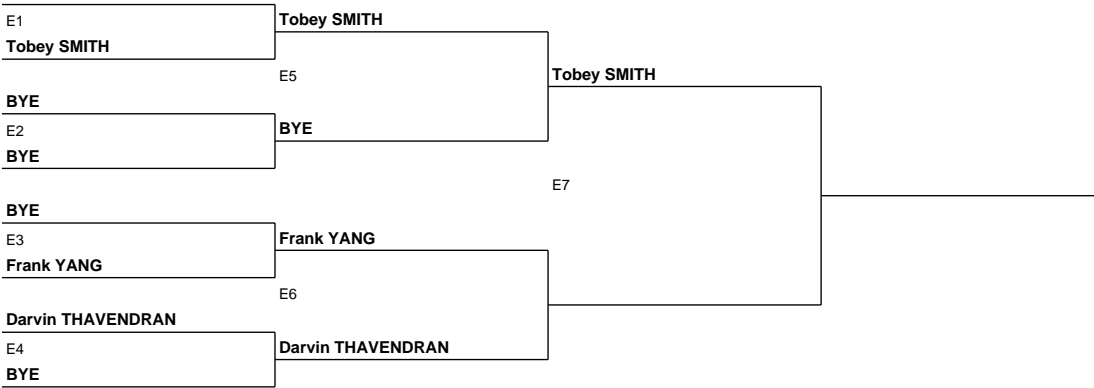 E1
Tobey SMITH
Tobey SMITH
E5
Tobey SMITH
BYE
E2
BYE
BYE
E7
BYE
E3
Frank YANG
Frank YANG
E6
Darvin THAVENDRAN
E4
Darvin THAVENDRAN
BYE